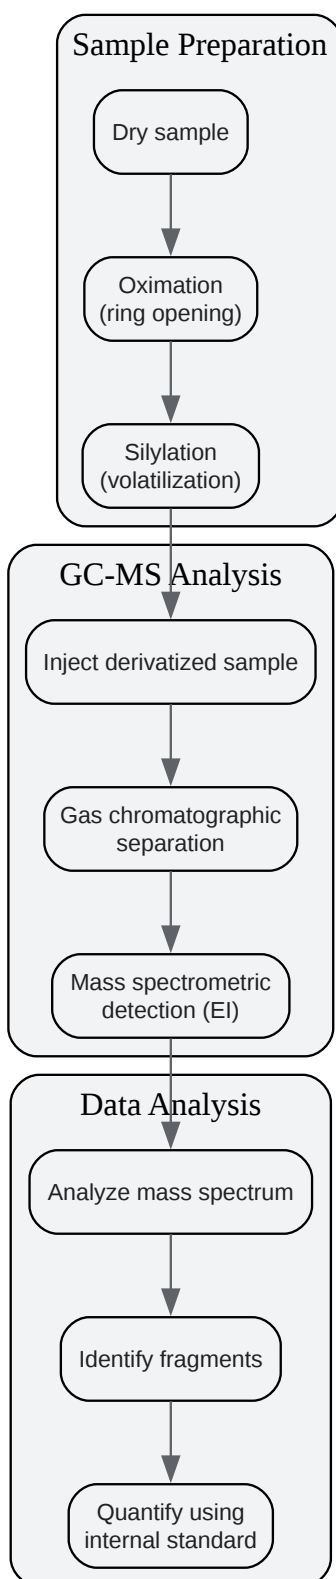 Sample Preparation
Dry sample
Oximation
(ring opening)
Silylation
(volatilization)
GC-MS Analysis
Inject derivatized sample
Gas chromatographic
separation
Mass spectrometric
detection (EI)
Data Analysis
Analyze mass spectrum
Identify fragments
Quantify using
internal standard